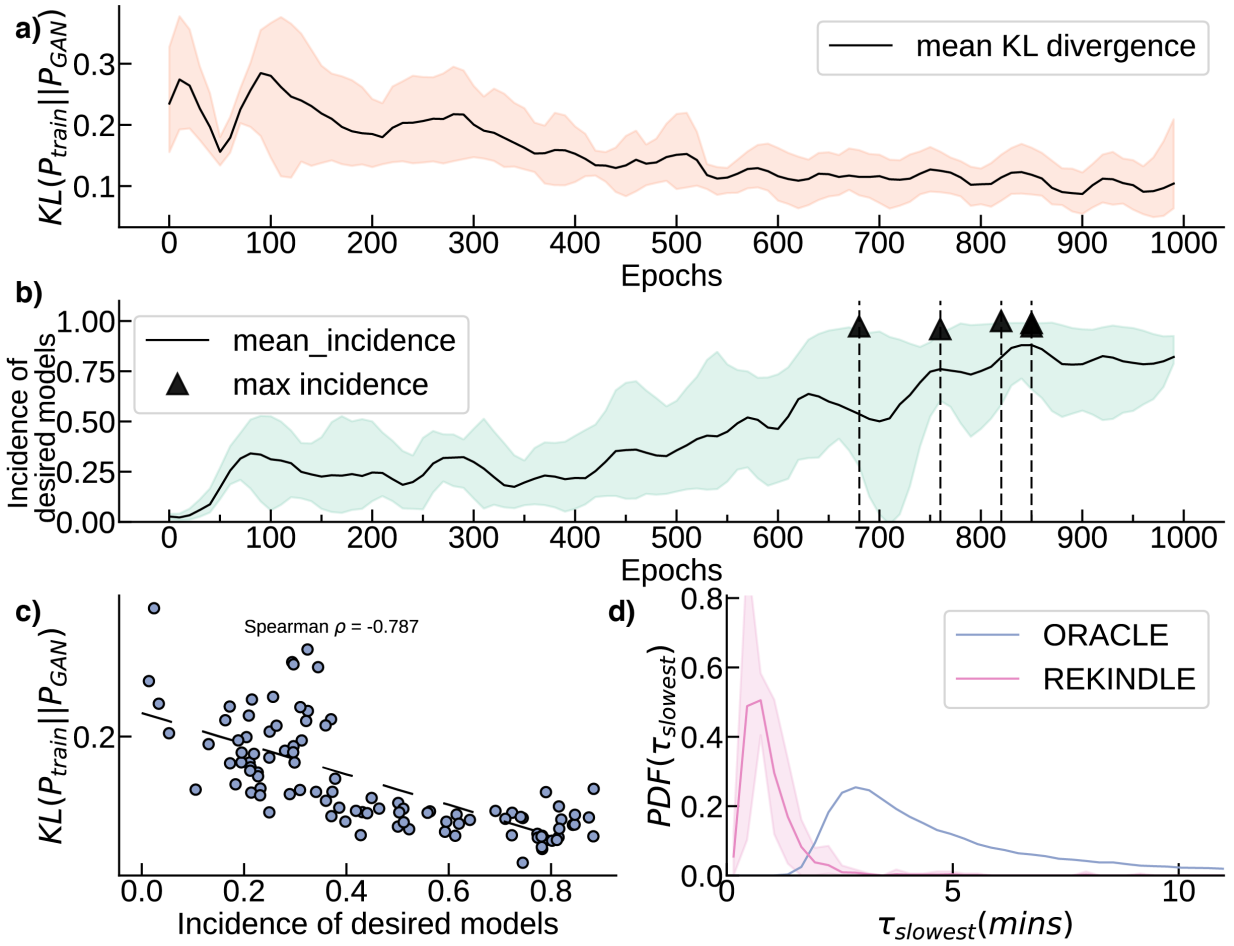 a)
KL(P_train||P_GAN)
0.3
0.2
0.1
mean KL divergence
0 100 200 300 400 500 600 700 800 900 1000
Epochs
b)
Incidence of
desired models
1.00
0.75
0.50
0.25
0.00
mean_incidence
max incidence
0 100 200 300 400 500 600 700 800 900 1000
Epochs
c)
KL(P_train||P_GAN)
0.2
Spearman ρ = -0.787
0.0 0.2 0.4 0.6 0.8
Incidence of desired models
d)
PDF(τ_slowest)
0.8
0.6
0.4
0.2
0.0
ORACLE
REKINDLE
0 5 10
τ_slowest(mins)